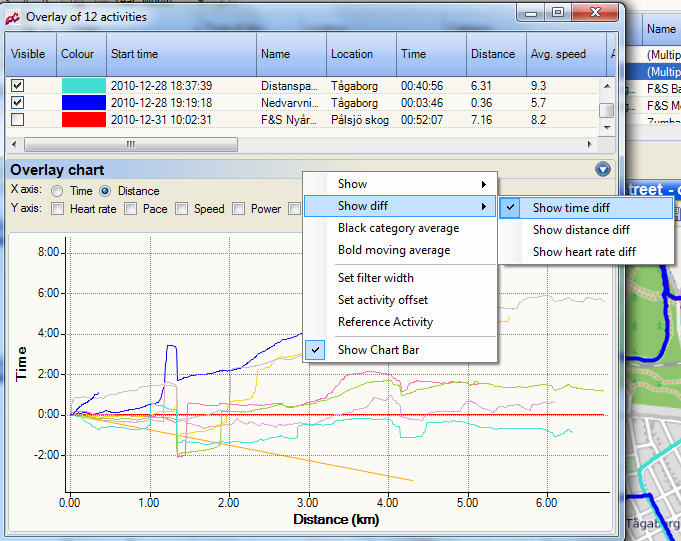 Overlay of 12 activities
Visible Colour Start time Name Location Time Distance Avg. speed
2010-12-28 18:37:39 Distanspa... Tågaborg 00:40:56 6.31 9.3
2010-12-28 19:19:18 Nedvarvni... Tågaborg 00:03:46 0.36 5.7
2010-12-31 10:02:31 F&S Nyår... Pålsjö skog 00:52:07 7.16 8.2
Overlay chart
X axis: Time Distance
Y axis: Heart rate Pace Speed Power
Show
Show diff
Black category average
Bold moving average
Set filter width
Set activity offset
Reference Activity
Show Chart Bar
Show time diff
Show distance diff
Show heart rate diff
8:00
6:00
4:00
2:00
0:00
-2:00
Time
0.00 1.00 2.00 3.00 4.00 5.00 6.00
Distance (km)
Name
(Multip
(Multip
F&S Ba
F&S Me
Zumba
street - o
Tågaborg